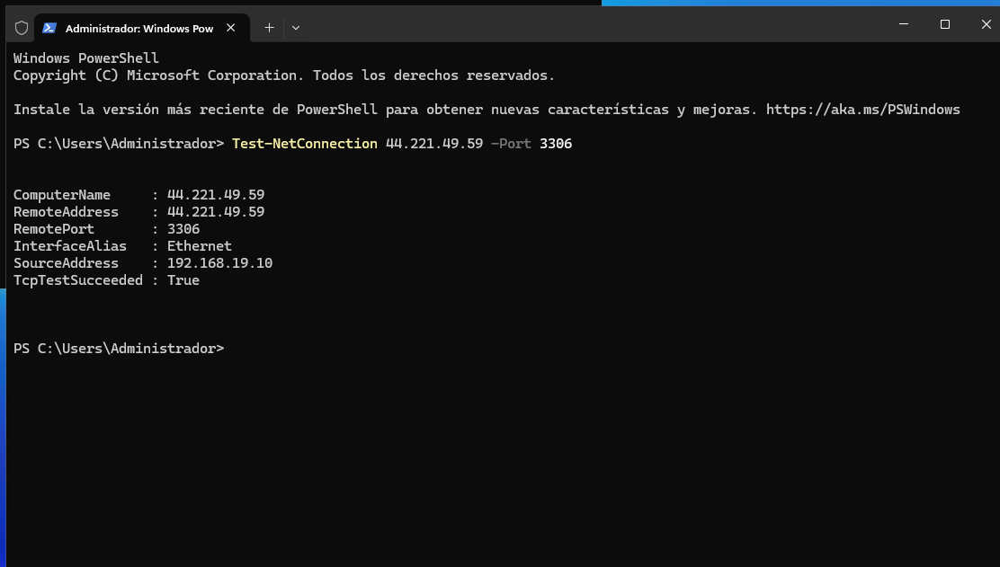 Administrador: Windows Pow
Windows PowerShell
Copyright (C) Microsoft Corporation. Todos los derechos reservados.
Instale la versión más reciente de PowerShell para obtener nuevas características y mejoras. https://aka.ms/PSWindows
PS C:\Users\Administrador> Test-NetConnection 44.221.49.59 -Port 3306
ComputerName     : 44.221.49.59
RemoteAddress    : 44.221.49.59
RemotePort       : 3306
InterfaceAlias   : Ethernet
SourceAddress    : 192.168.19.10
TcpTestSucceeded : True
PS C:\Users\Administrador>